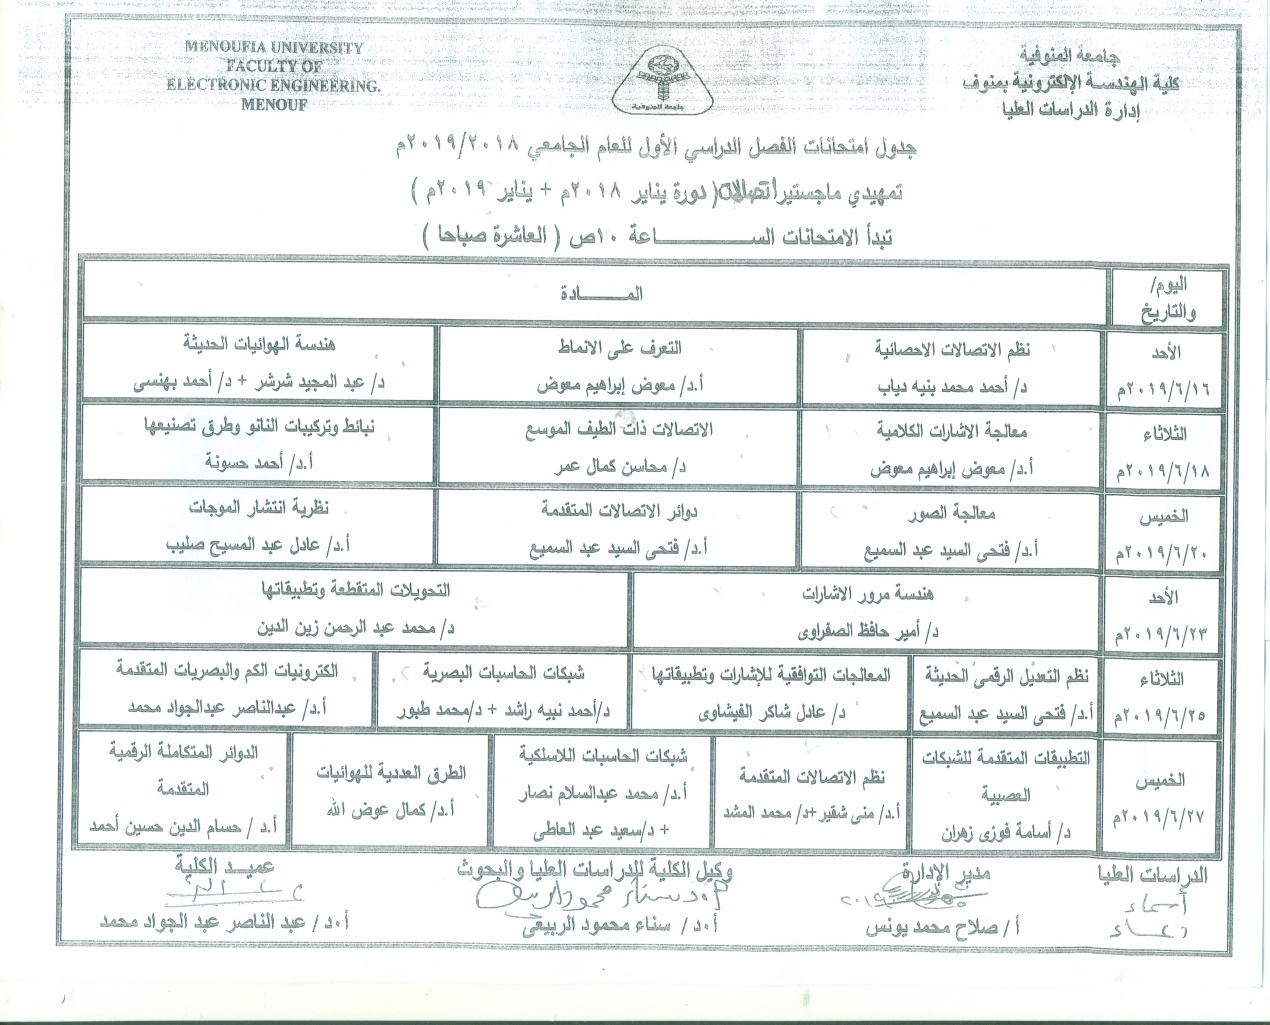 جامعة المنوفية
كلية الهندسة الإلكترونية بمنوف
إدارة الدراسات العليا
جامعة المنوفية
MENOUFIA UNIVERSITY
FACULTY OF
ELECTRONIC ENGINEERING.
MENOUF
جدول امتحانات الفصل الدراسي الأول للعام الجامعي ٢٠١٩/٢٠١٨م
تمهيدي ماجستير اتصالات (دورة يناير ٢٠١٨م + يناير ٢٠١٩م )
تبدأ الامتحانات الســـاعة ١٠ص ( العاشرة صباحا )
اليوم/
والتاريخ
المـــادة
الأحد
٢٠١٩/٦/١٦م
نظم الاتصالات الاحصائية
د/ أحمد محمد بنيه دياب
التعرف على الانماط
أ.د/ معوض إبراهيم معوض
هندسة الهوائيات الحديثة
د/ عبد المجيد شرشر + د/ أحمد بهنسى
الثلاثاء
٢٠١٩/٦/١٨م
معالجة الاشارات الكلامية
أ.د/ معوض إبراهيم معوض
الاتصالات ذات الطيف الموسع
د/ محاسن كمال عمر
نبائط وتركيبات النانو وطرق تصنيعها
أ.د/ أحمد حسونة
الخميس
٢٠١٩/٦/٢٠م
معالجة الصور
أ.د/ فتحى السيد عبد السميع
دوائر الاتصالات المتقدمة
أ.د/ فتحى السيد عبد السميع
نظرية انتشار الموجات
أ.د/ عادل عبد المسيح صليب
الأحد
٢٠١٩/٦/٢٣م
هندسة مرور الاشارات
د/ أمير حافظ الصفراوى
التحويلات المتقطعة وتطبيقاتها
د/ محمد عبد الرحمن زين الدين
الثلاثاء
٢٠١٩/٦/٢٥م
نظم التعديل الرقمى الحديثة
أ.د/ فتحى السيد عبد السميع
المعالجات التوافقية للإشارات وتطبيقاتها
د/ عادل شاكر الفيشاوى
شبكات الحاسبات البصرية
د/أحمد نبيه راشد + د/محمد طبور
الكترونيات الكم والبصريات المتقدمة
أ.د/ عبدالناصر عبدالجواد محمد
الخميس
٢٠١٩/٦/٢٧م
التطبيقات المتقدمة للشبكات
العصبية
د/ أسامة فوزى زهران
نظم الاتصالات المتقدمة
أ.د/ منى شقير+د/ محمد المشد
شبكات الحاسبات اللاسلكية
أ.د/ محمد عبدالسلام نصار
+ د/سعيد عبد العاطى
الطرق العددية للهوائيات
أ.د/ كمال عوض الله
الدوائر المتكاملة الرقمية
المتقدمة
أ.د / حسام الدين حسين أحمد
الدراسات العليا
أسماء
دعاء
مدير الإدارة
٢٠١٩
أ / صلاح محمد يونس
وكيل الكلية للدراسات العليا والبحوث
أ.د / سناء محمود الربيعى
عميد الكلية
أ.د / عبد الناصر عبد الجواد محمد